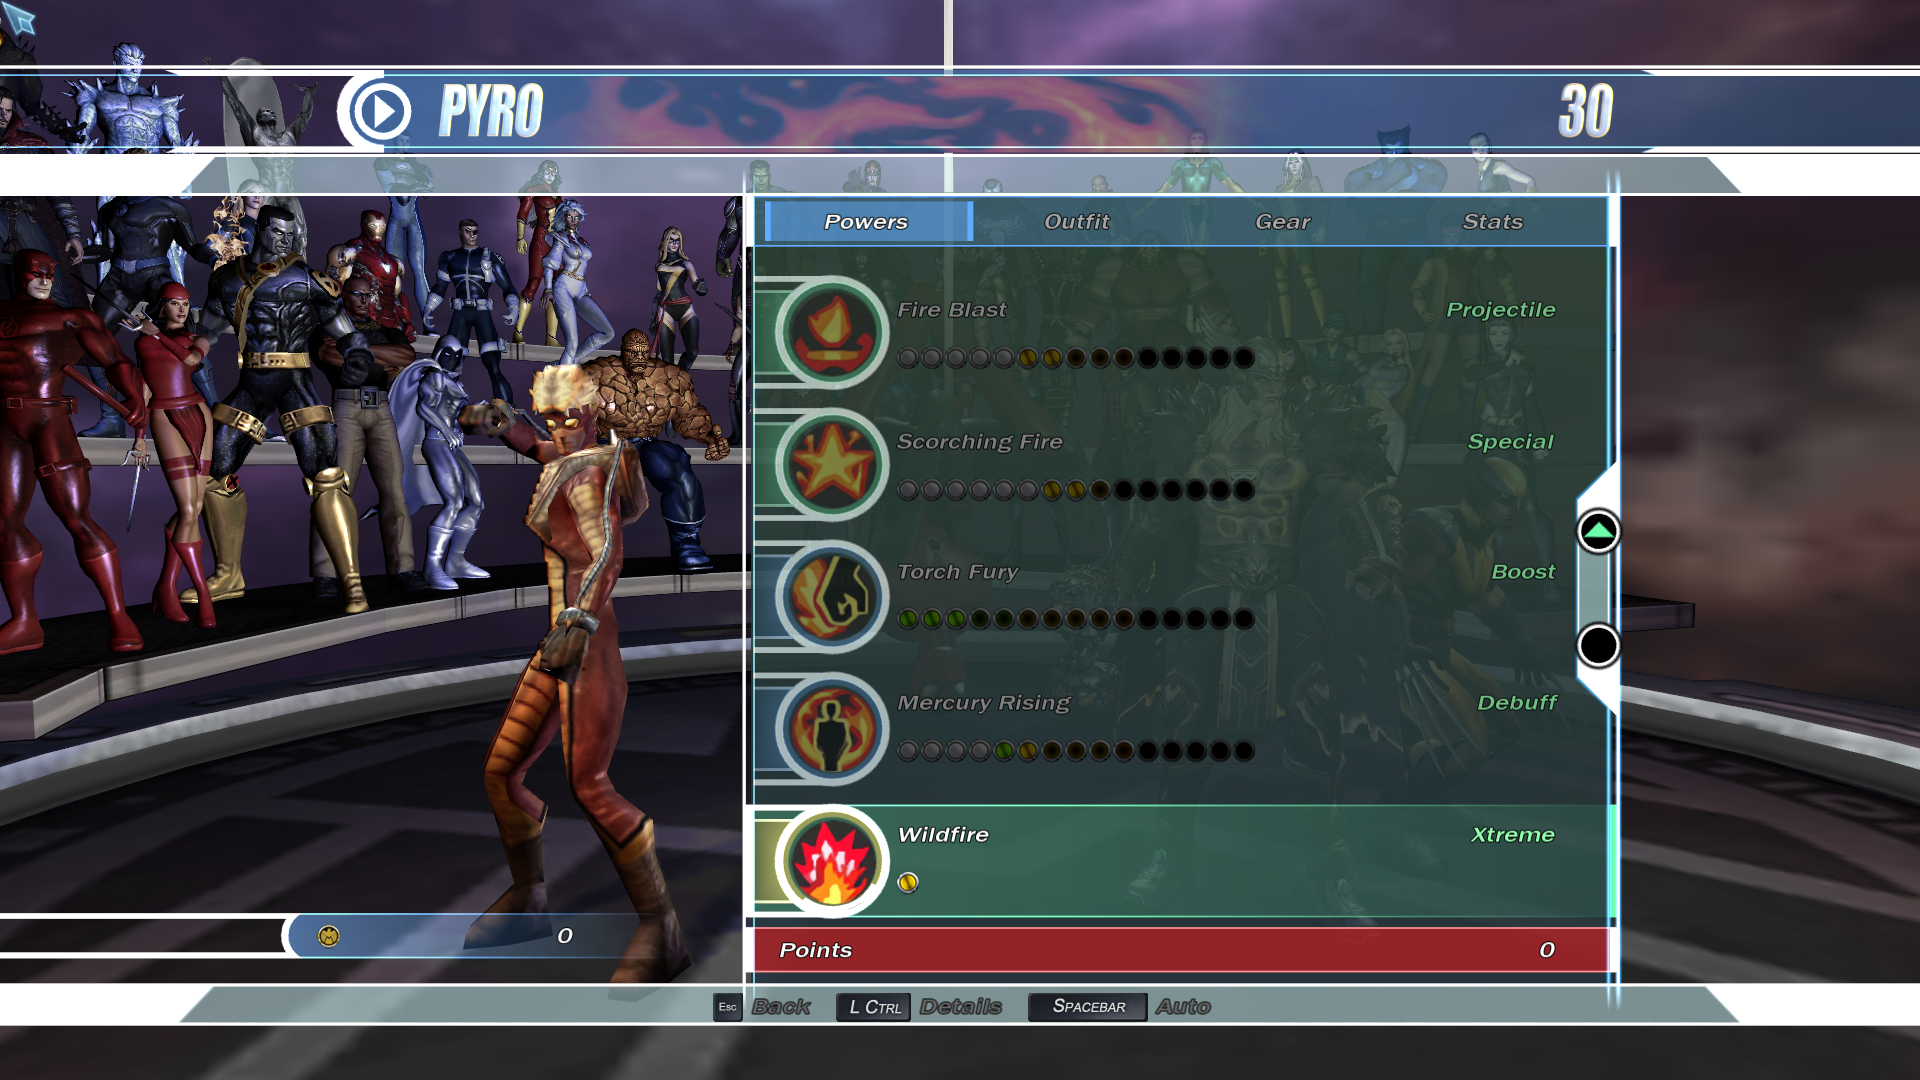 PYRO 30
Powers Outfit Gear Stats
Fire Blast Projectile
Scorching Fire Special
Torch Fury Boost
Mercury Rising Debuff
Wildfire Xtreme
0
Points 0
Esc Back L CTRL Details SPACEBAR Auto